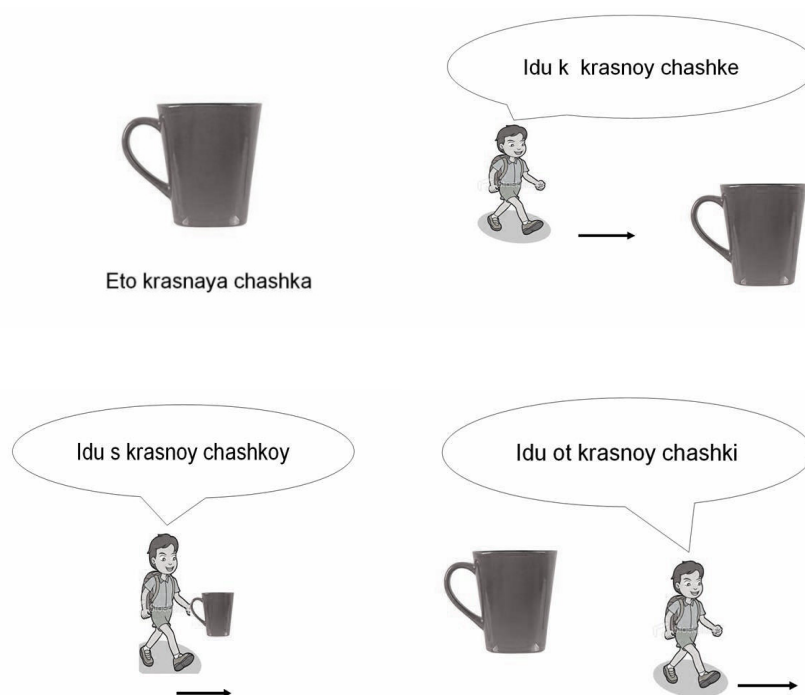 Idu k krasnoy chashke
Eto krasnaya chashka
Idu s krasnoy chashkoy
Idu ot krasnoy chashki